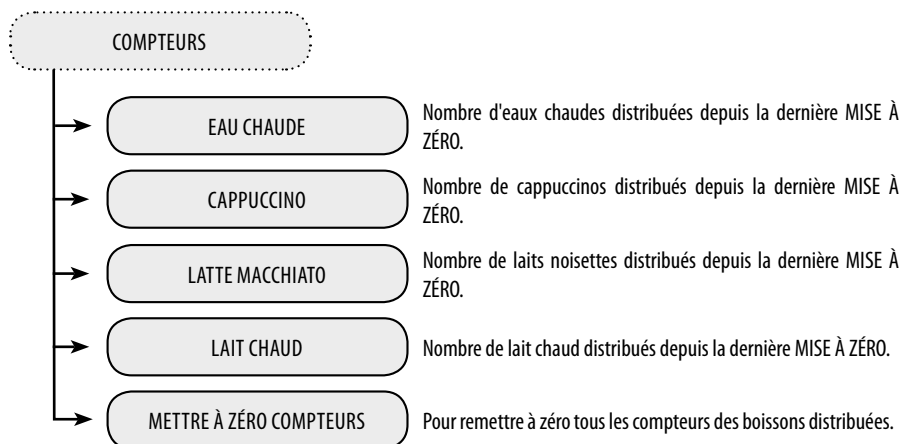 COMPTEURS
EAU CHAUDE
Nombre d'eaux chaudes distribuées depuis la dernière MISE À
ZÉRO.
CAPPUCCINO
Nombre de cappuccinos distribués depuis la dernière MISE À
ZÉRO.
LATTE MACCHIATO
Nombre de laits noisettes distribués depuis la dernière MISE À
ZÉRO.
LAIT CHAUD
Nombre de lait chaud distribués depuis la dernière MISE À ZÉRO.
METTRE À ZÉRO COMPTEURS
Pour remettre à zéro tous les compteurs des boissons distribuées.